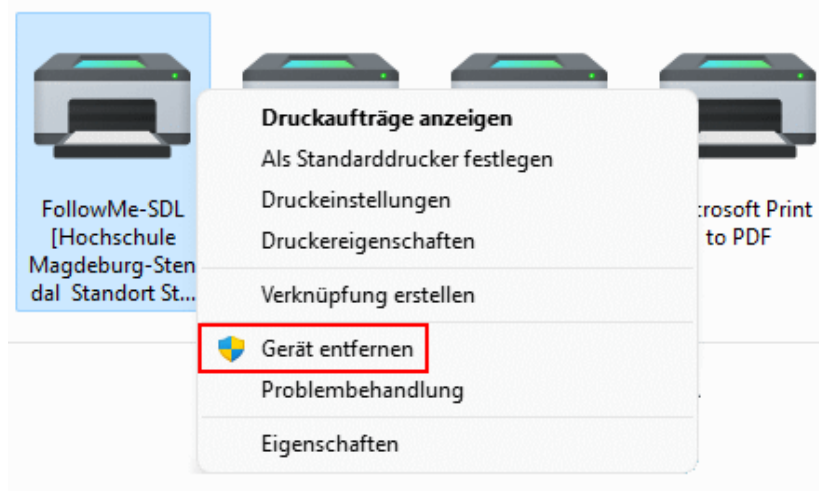 FollowMe-SDL
[Hochschule
Magdeburg-Sten
dal Standort St...
Druckaufträge anzeigen
Als Standarddrucker festlegen
Druckeinstellungen
Druckereigenschaften
Verknüpfung erstellen
Gerät entfernen
Problembehandlung
Eigenschaften
Print
to PDF